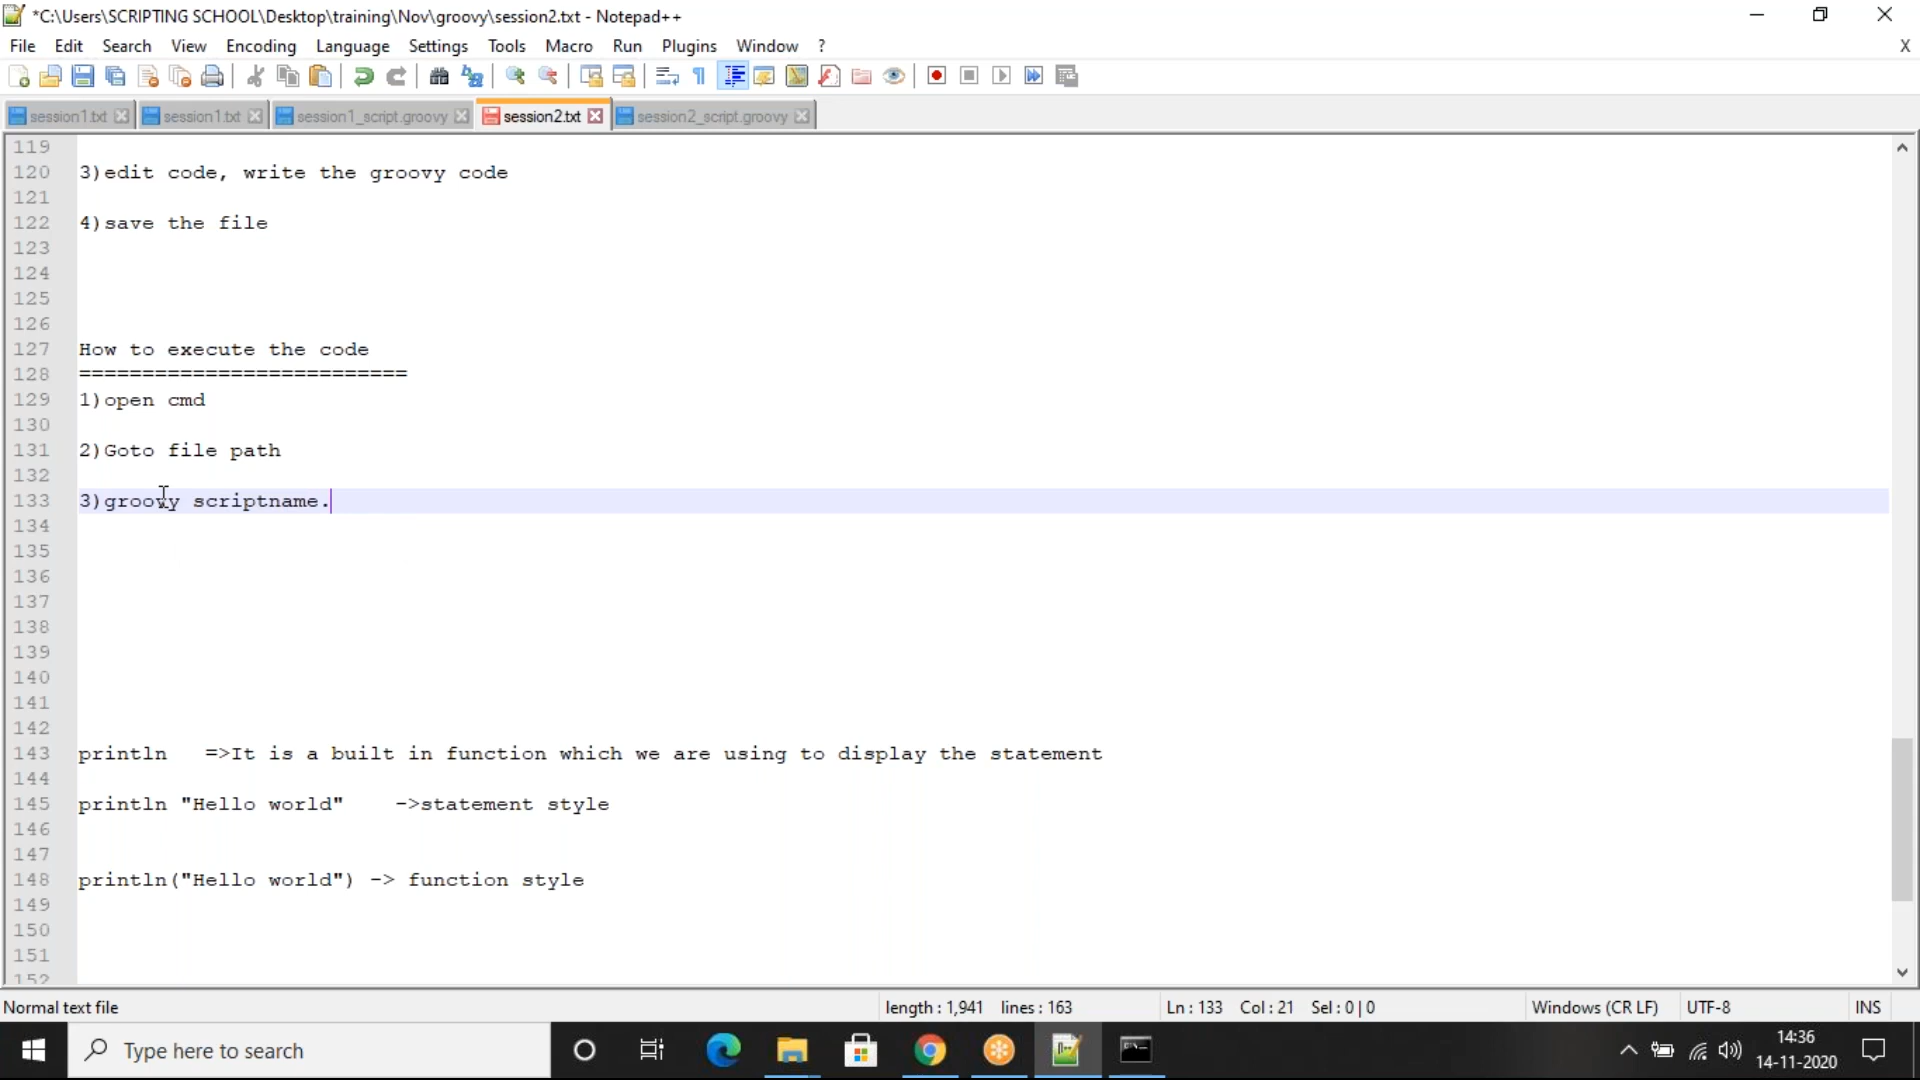 *C:\Users\SCRIPTING SCHOOL\Desktop\training\Nov\groovy\session2.txt - Notepad++
File Edit Search View Encoding Language Settings Tools Macro Run Plugins Window ? X
session1.txt session1.txt session1_script.groovy session2.txt session2_script.groovy
119
120 3)edit code, write the groovy code
121
122 4)save the file
123
124
125
126
127 How to execute the code
128 ==========================
129 1)open cmd
130
131 2)Goto file path
132
133 3)groovy scriptname.
134
135
136
137
138
139
140
141
142
143 println   =>It is a built in function which we are using to display the statement
144
145 println "Hello world"    ->statement style
146
147
148 println("Hello world") -> function style
149
150
151
152
Normal text file length : 1,941 lines : 163 Ln : 133 Col : 21 Sel : 0 | 0 Windows (CR LF) UTF-8 INS
Type here to search
14:36
14-11-2020